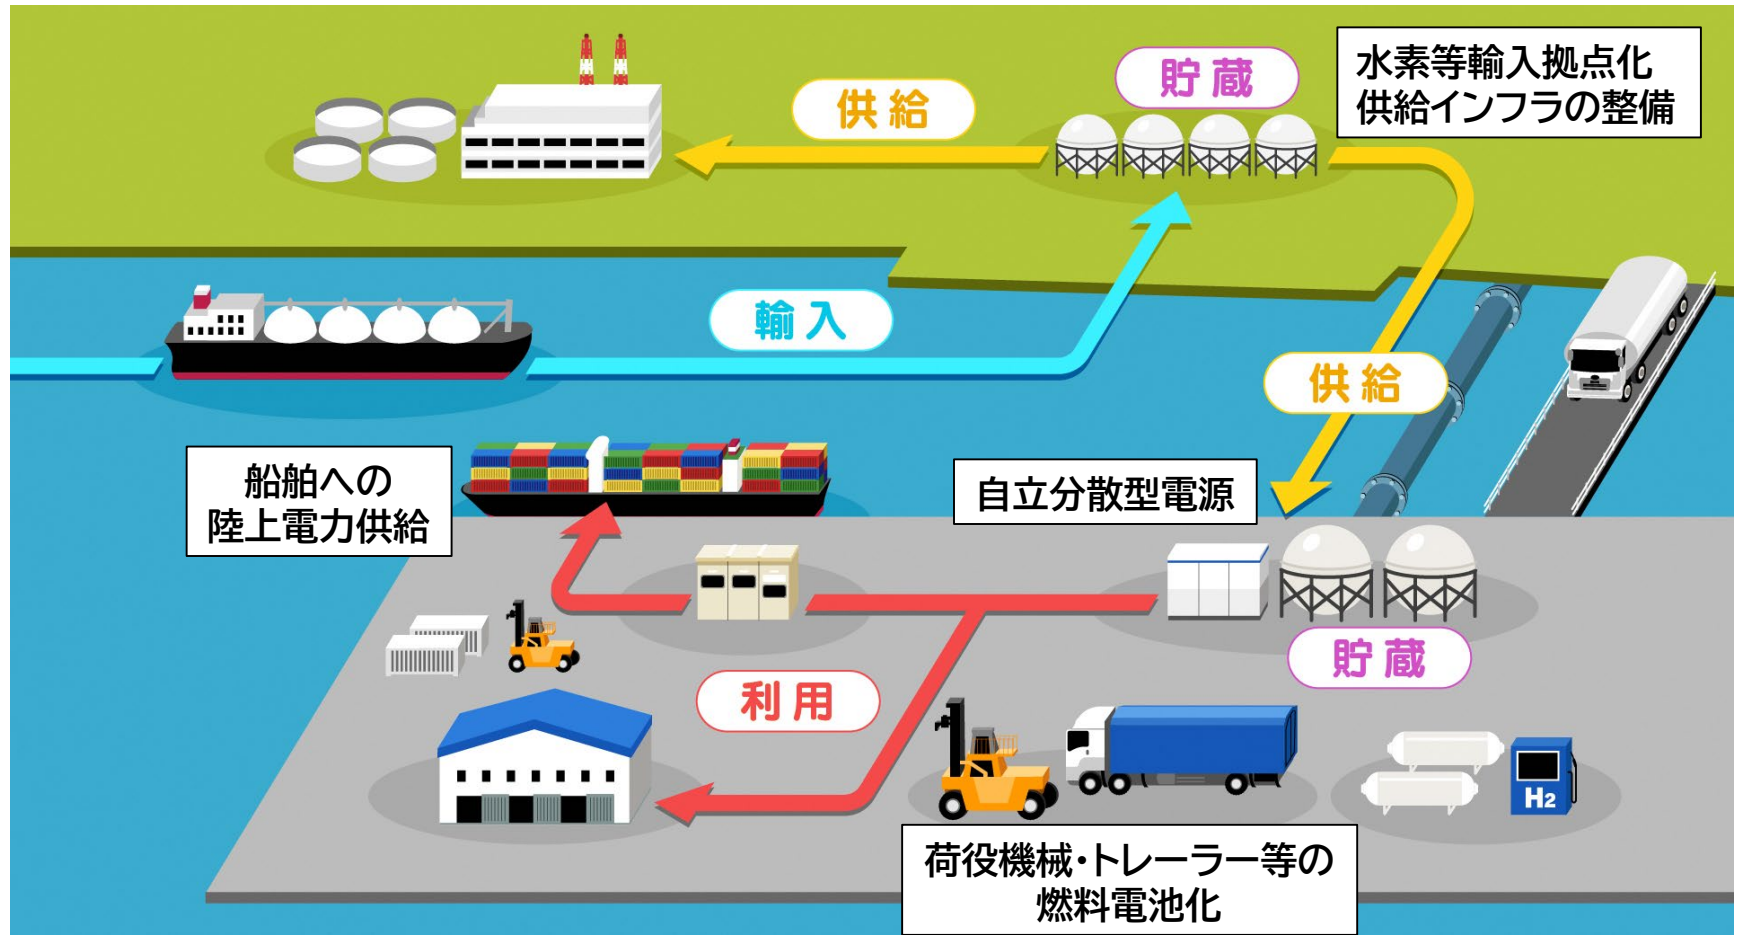 水素等輸入拠点化
供給インフラの整備
貯蔵
供給
輸入
供給
船舶への
陸上電力供給
自立分散型電源
貯蔵
利用
H2
荷役機械・トレーラー等の
燃料電池化